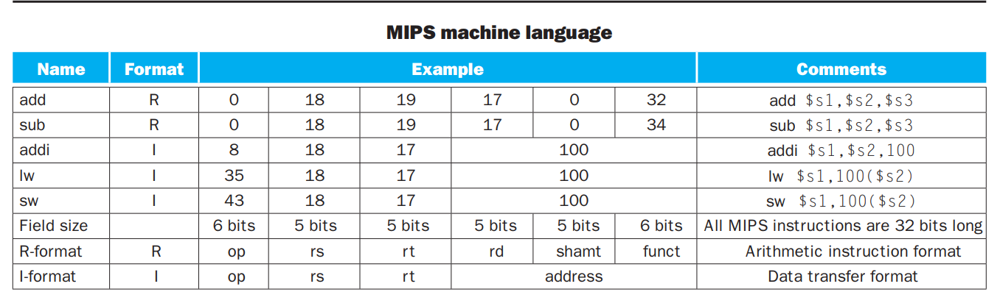 MIPS machine language
Name Format Example Comments
add R 0 18 19 17 0 32 add $s1,$s2,$s3
sub R 0 18 19 17 0 34 sub $s1,$s2,$s3
addi I 8 18 17 100 addi $s1,$s2,100
lw I 35 18 17 100 lw $s1,100($s2)
sw I 43 18 17 100 sw $s1,100($s2)
Field size 6 bits 5 bits 5 bits 5 bits 5 bits 6 bits All MIPS instructions are 32 bits long
R-format R op rs rt rd shamt funct Arithmetic instruction format
I-format I op rs rt address Data transfer format